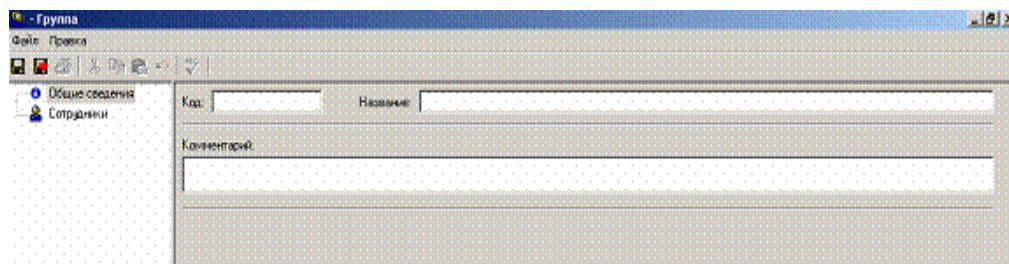 - Группа
Файл Правка
Общие сведения
Сотрудники
Код: Название:
Комментарий: